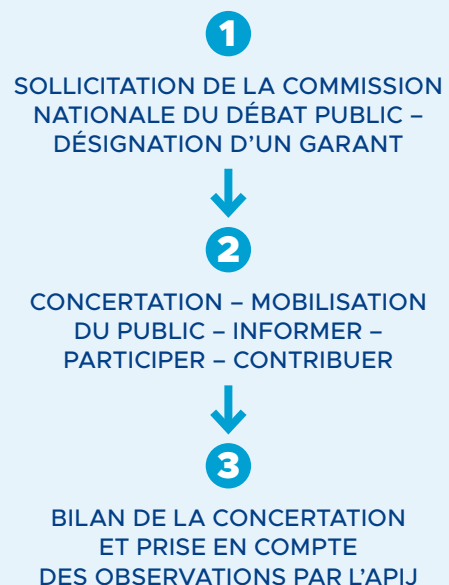 1
SOLLICITATION DE LA COMMISSION
NATIONALE DU DÉBAT PUBLIC –
DÉSIGNATION D'UN GARANT
2
CONCERTATION – MOBILISATION
DU PUBLIC – INFORMER –
PARTICIPER – CONTRIBUER
3
BILAN DE LA CONCERTATION
ET PRISE EN COMPTE
DES OBSERVATIONS PAR L'APIJ